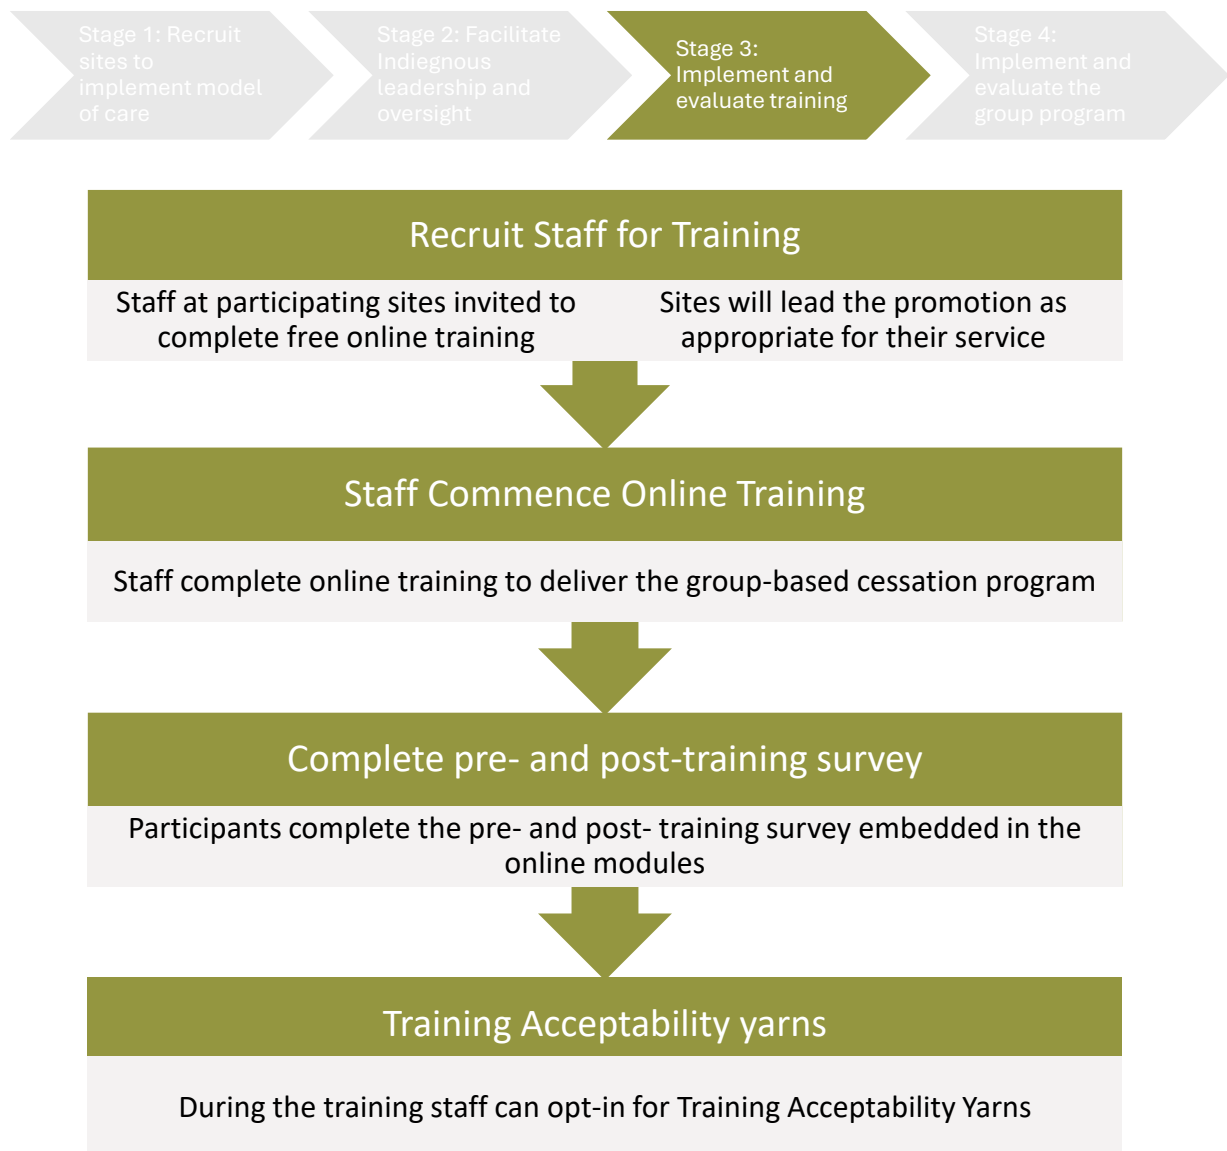 Stage 1: Recruit
sites to
implement model
of care
Stage 2: Facilitate
Indiegnous
leadership and
oversight
Stage 3:
Implement and
evaluate training
Stage 4:
Implement and
evaluate the
group program
Recruit Staff for Training
Staff at participating sites invited to
complete free online training
Sites will lead the promotion as
appropriate for their service
Staff Commence Online Training
Staff complete online training to deliver the group-based cessation program
Complete pre- and post-training survey
Participants complete the pre- and post- training survey embedded in the
online modules
Training Acceptability yarns
During the training staff can opt-in for Training Acceptability Yarns